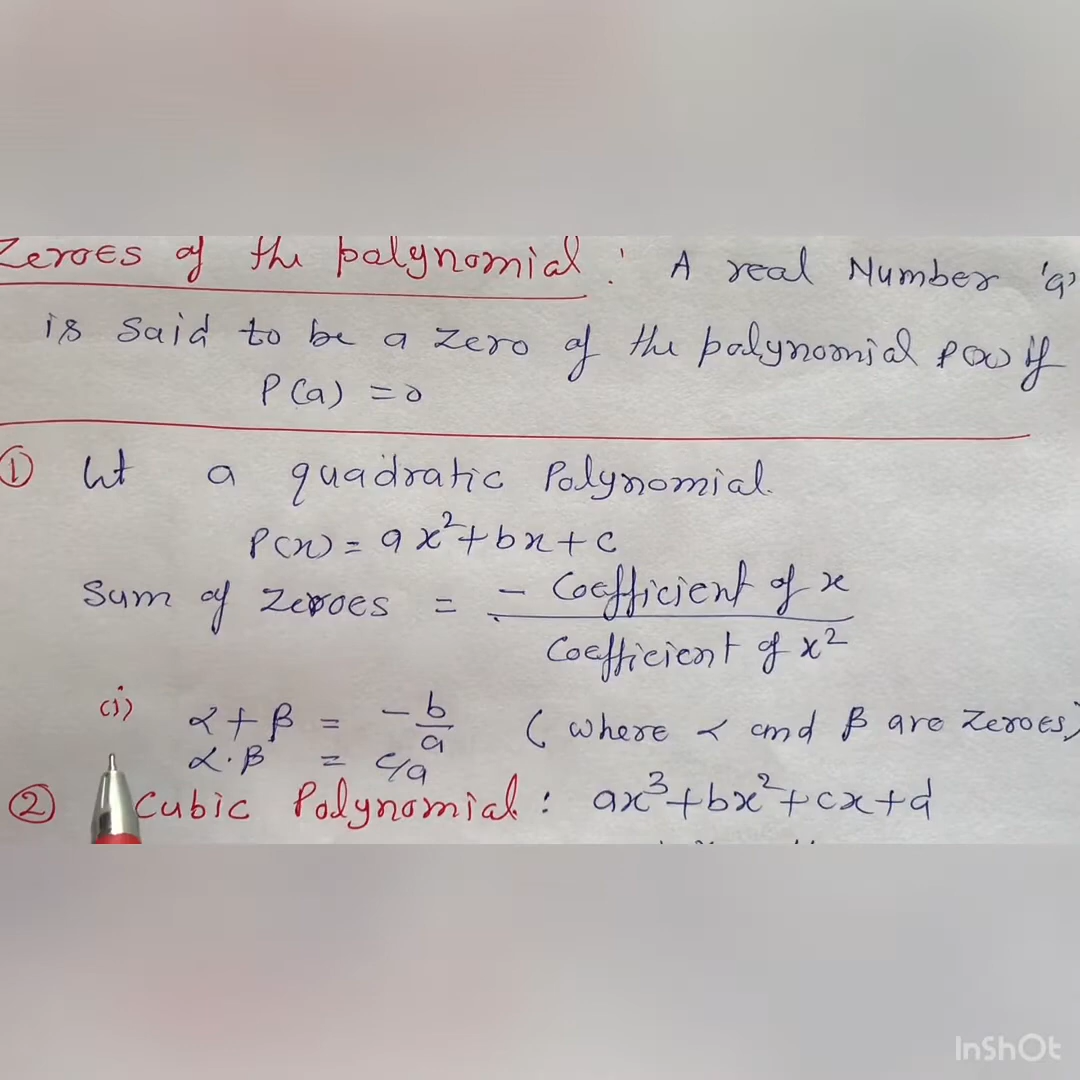 Zeroes of the polynomial : A real Number 'a'
is said to be a zero of the polynomial P(x) if
P(a) = 0
① Let a quadratic Polynomial.
P(x) = ax²+bx+c
Sum of zeroes = - Coefficient of x
Coefficient of x²
(i) α+β = -b/a (where α and β are zeroes)
α.β = c/a
② Cubic Polynomial : ax³+bx²+cx+d
InShOt